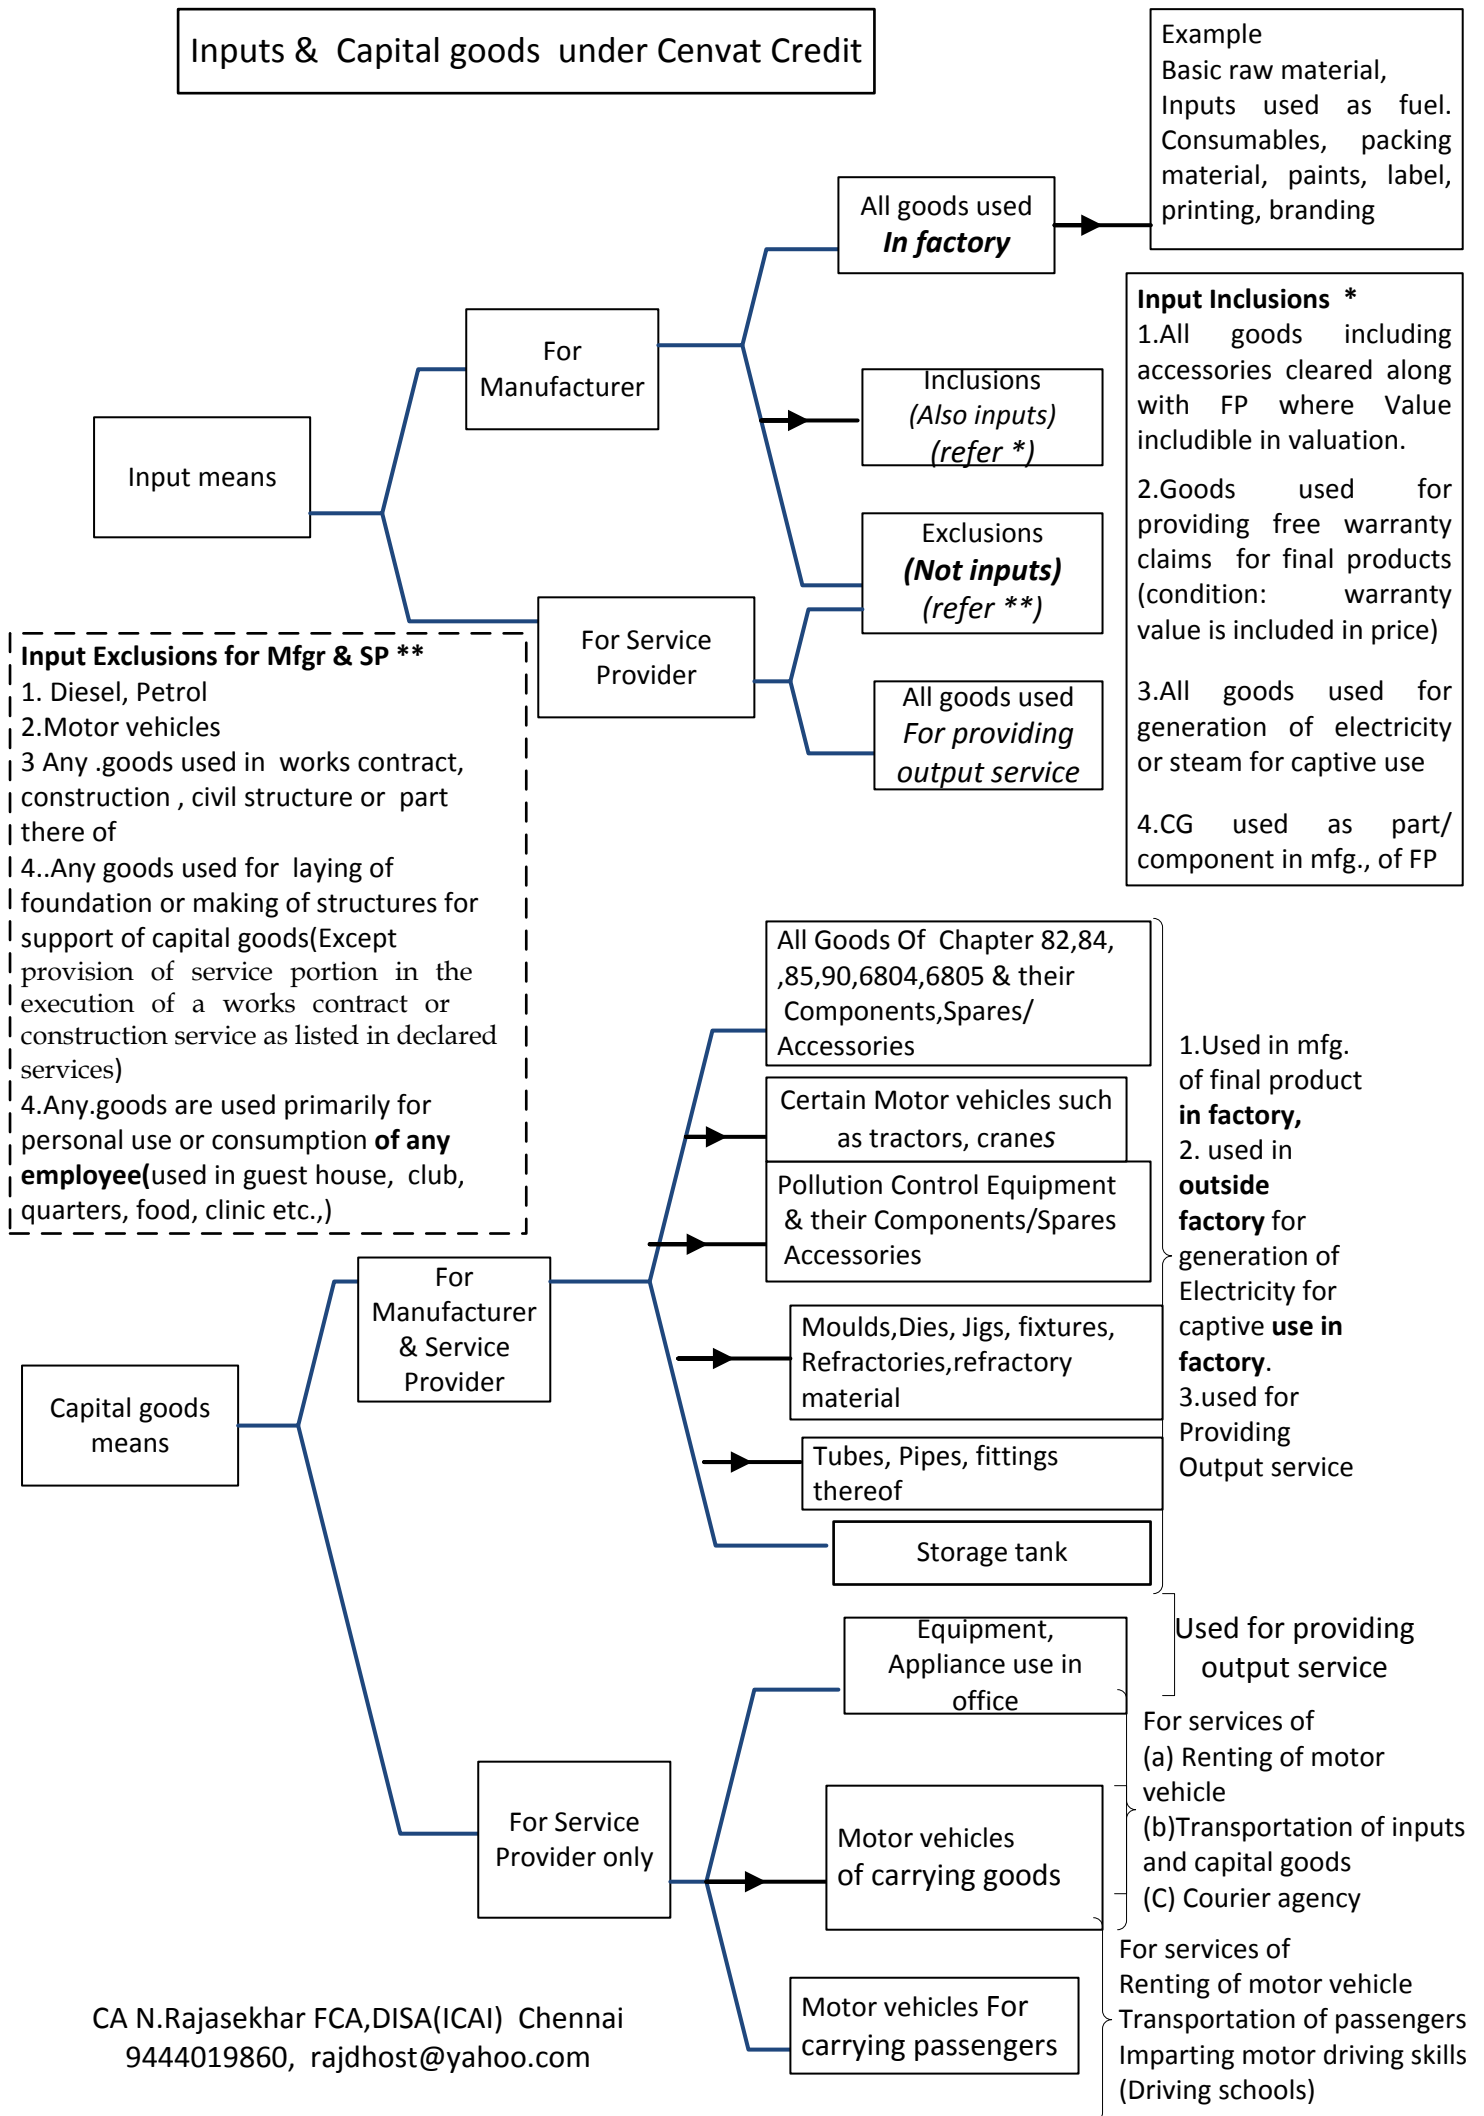 Inputs & Capital goods under Cenvat Credit
Example
Basic raw material,
Inputs used as fuel.
Consumables, packing
material, paints, label,
printing, branding
All goods used
In factory
For
Manufacturer
Inclusions
(Also inputs)
(refer *)
Input means
Exclusions
(Not inputs)
(refer **)
For Service
Provider
All goods used
For providing
output service
Input Inclusions *
1.All goods including
accessories cleared along
with FP where Value
includible in valuation.
2.Goods used for
providing free warranty
claims for final products
(condition: warranty
value is included in price)
3.All goods used for
generation of electricity
or steam for captive use
4.CG used as part/
component in mfg., of FP
Input Exclusions for Mfgr & SP **
1. Diesel, Petrol
2.Motor vehicles
3 Any .goods used in works contract,
construction , civil structure or part
there of
4..Any goods used for laying of
foundation or making of structures for
support of capital goods(Except
provision of service portion in the
execution of a works contract or
construction service as listed in declared
services)
4.Any.goods are used primarily for
personal use or consumption of any
employee(used in guest house, club,
quarters, food, clinic etc.,)
All Goods Of Chapter 82,84,
,85,90,6804,6805 & their
Components,Spares/
Accessories
Certain Motor vehicles such
as tractors, cranes
Pollution Control Equipment
& their Components/Spares
Accessories
For
Manufacturer
& Service
Provider
Moulds,Dies, Jigs, fixtures,
Refractories,refractory
material
Capital goods
means
Tubes, Pipes, fittings
thereof
Storage tank
1.Used in mfg.
of final product
in factory,
2. used in
outside
factory for
generation of
Electricity for
captive use in
factory.
3.used for
Providing
Output service
Equipment,
Appliance use in
office
Used for providing
output service
For Service
Provider only
Motor vehicles
of carrying goods
For services of
(a) Renting of motor
vehicle
(b)Transportation of inputs
and capital goods
(C) Courier agency
Motor vehicles For
carrying passengers
For services of
Renting of motor vehicle
Transportation of passengers
Imparting motor driving skills
(Driving schools)
CA N.Rajasekhar FCA,DISA(ICAI) Chennai
9444019860, rajdhost@yahoo.com